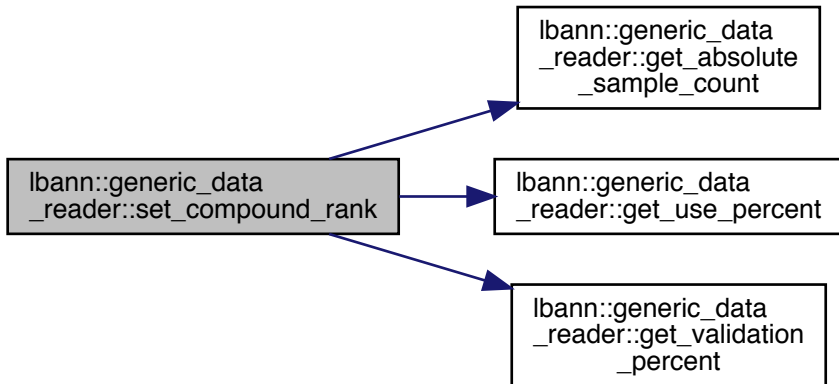 lbann::generic_data
_reader::get_absolute
_sample_count
lbann::generic_data
_reader::set_compound_rank
lbann::generic_data
_reader::get_use_percent
lbann::generic_data
_reader::get_validation
_percent